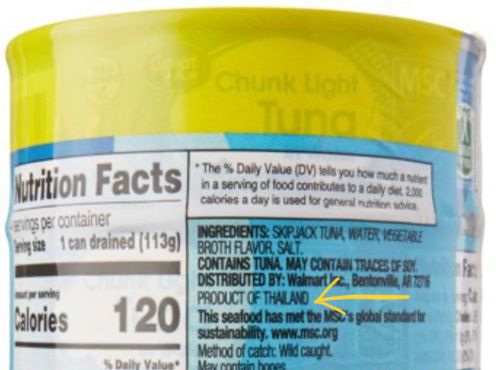 Chunk Light
Tuna
MSC
Nutrition Facts
servings per container
Serving size 1 can drained (113g)
Amount per serving
Calories 120
% Daily Value*
* The % Daily Value (DV) tells you how much a nutrient
in a serving of food contributes to a daily diet. 2,000
calories a day is used for general nutrition advice.
INGREDIENTS: SKIPJACK TUNA, WATER, VEGETABLE
BROTH FLAVOR, SALT.
CONTAINS TUNA. MAY CONTAIN TRACES OF SOY.
DISTRIBUTED BY: Walmart Inc., Bentonville, AR 72716
PRODUCT OF THAILAND
This seafood has met the MSC's global standard for
sustainability. www.msc.org
Method of catch: Wild caught.
May contain bones.